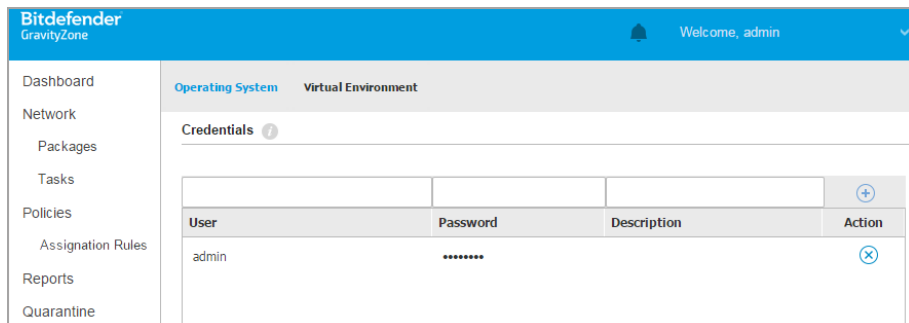 Bitdefender
GravityZone
Welcome, admin
Dashboard
Network
Packages
Tasks
Policies
Assignation Rules
Reports
Quarantine
Operating System Virtual Environment
Credentials i
User Password Description Action
admin ••••••••